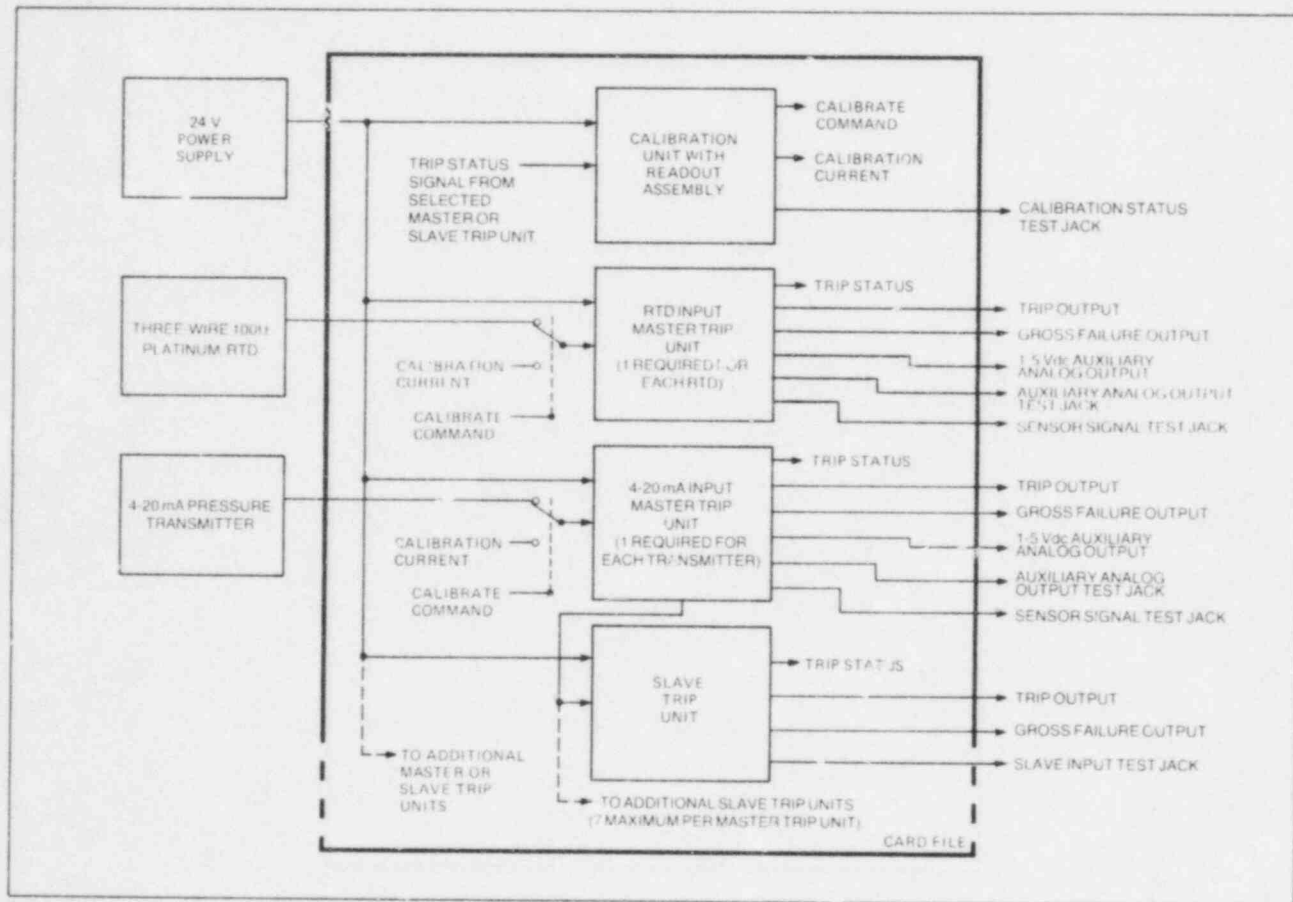 24 V
POWER
SUPPLY
THREE-WIRE 100Ω
PLATINUM RTD
4-20 mA PRESSURE
TRANSMITTER
TRIP STATUS
SIGNAL FROM
SELECTED
MASTER OR
SLAVE TRIP UNIT
CALIBRATION
UNIT WITH
READOUT
ASSEMBLY
CALIBRATE
COMMAND
CALIBRATION
CURRENT
CALIBRATION STATUS
TEST JACK
CALIBRATION
CURRENT
CALIBRATE
COMMAND
RTD INPUT
MASTER TRIP
UNIT
(1 REQUIRED FOR
EACH RTD)
TRIP STATUS
TRIP OUTPUT
GROSS FAILURE OUTPUT
1-5 Vdc AUXILIARY
ANALOG OUTPUT
AUXILIARY ANALOG OUTPUT
TEST JACK
SENSOR SIGNAL TEST JACK
CALIBRATION
CURRENT
CALIBRATE
COMMAND
4-20 mA INPUT
MASTER TRIP
UNIT
(1 REQUIRED FOR
EACH TRANSMITTER)
TRIP STATUS
TRIP OUTPUT
GROSS FAILURE OUTPUT
1-5 Vdc AUXILIARY
ANALOG OUTPUT
AUXILIARY ANALOG
OUTPUT TEST JACK
SENSOR SIGNAL TEST JACK
SLAVE
TRIP
UNIT
TRIP STATUS
TRIP OUTPUT
GROSS FAILURE OUTPUT
SLAVE INPUT TEST JACK
TO ADDITIONAL
MASTER OR
SLAVE TRIP
UNITS
TO ADDITIONAL SLAVE TRIP UNITS
(7 MAXIMUM PER MASTER TRIP UNIT)
CARD FILE